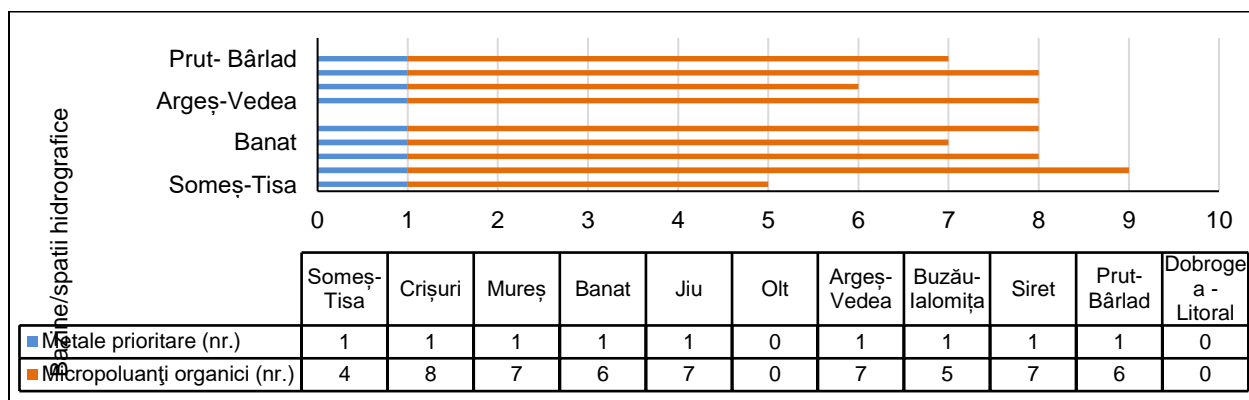 Bazine/spatii hidrografice
Prut- Bârlad
Argeș-Vedea
Banat
Someș-Tisa
0 1 2 3 4 5 6 7 8 9 10
Someș-Tisa Crișuri Mureș Banat Jiu Olt Argeș-Vedea Buzău-Ialomița Siret Prut-Bârlad Dobrogea - Litoral
Metale prioritare (nr.) 1 1 1 1 1 0 1 1 1 1 0
Micropoluanţi organici (nr.) 4 8 7 6 7 0 7 5 7 6 0